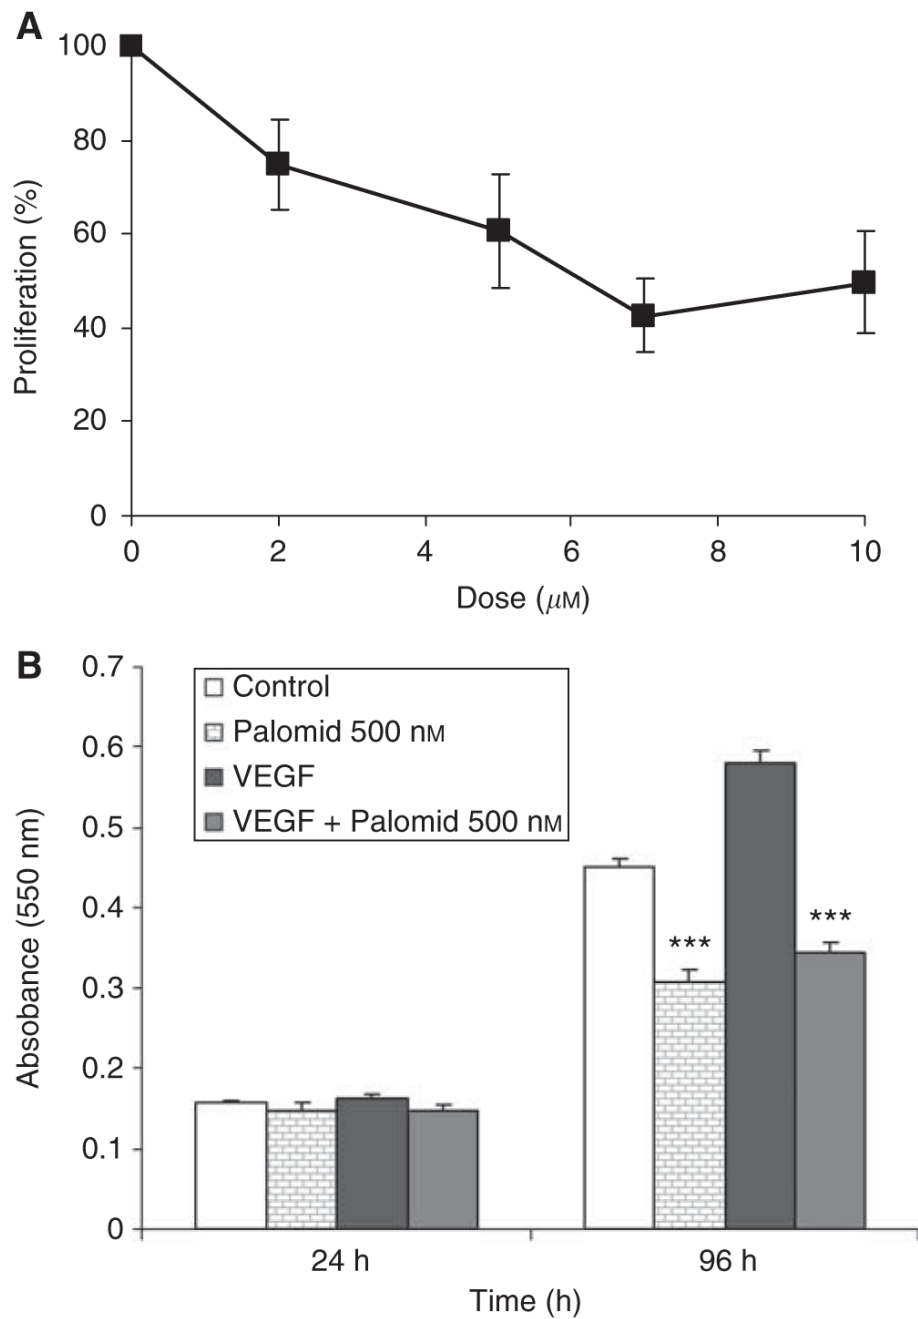 A
100
80
60
40
20
0
Proliferation (%)
0 2 4 6 8 10
Dose (μM)
B
0.7
0.6
0.5
0.4
0.3
0.2
0.1
0
Absobance (550 nm)
Control
Palomid 500 nM
VEGF
VEGF + Palomid 500 nM
*** ***
24 h 96 h
Time (h)